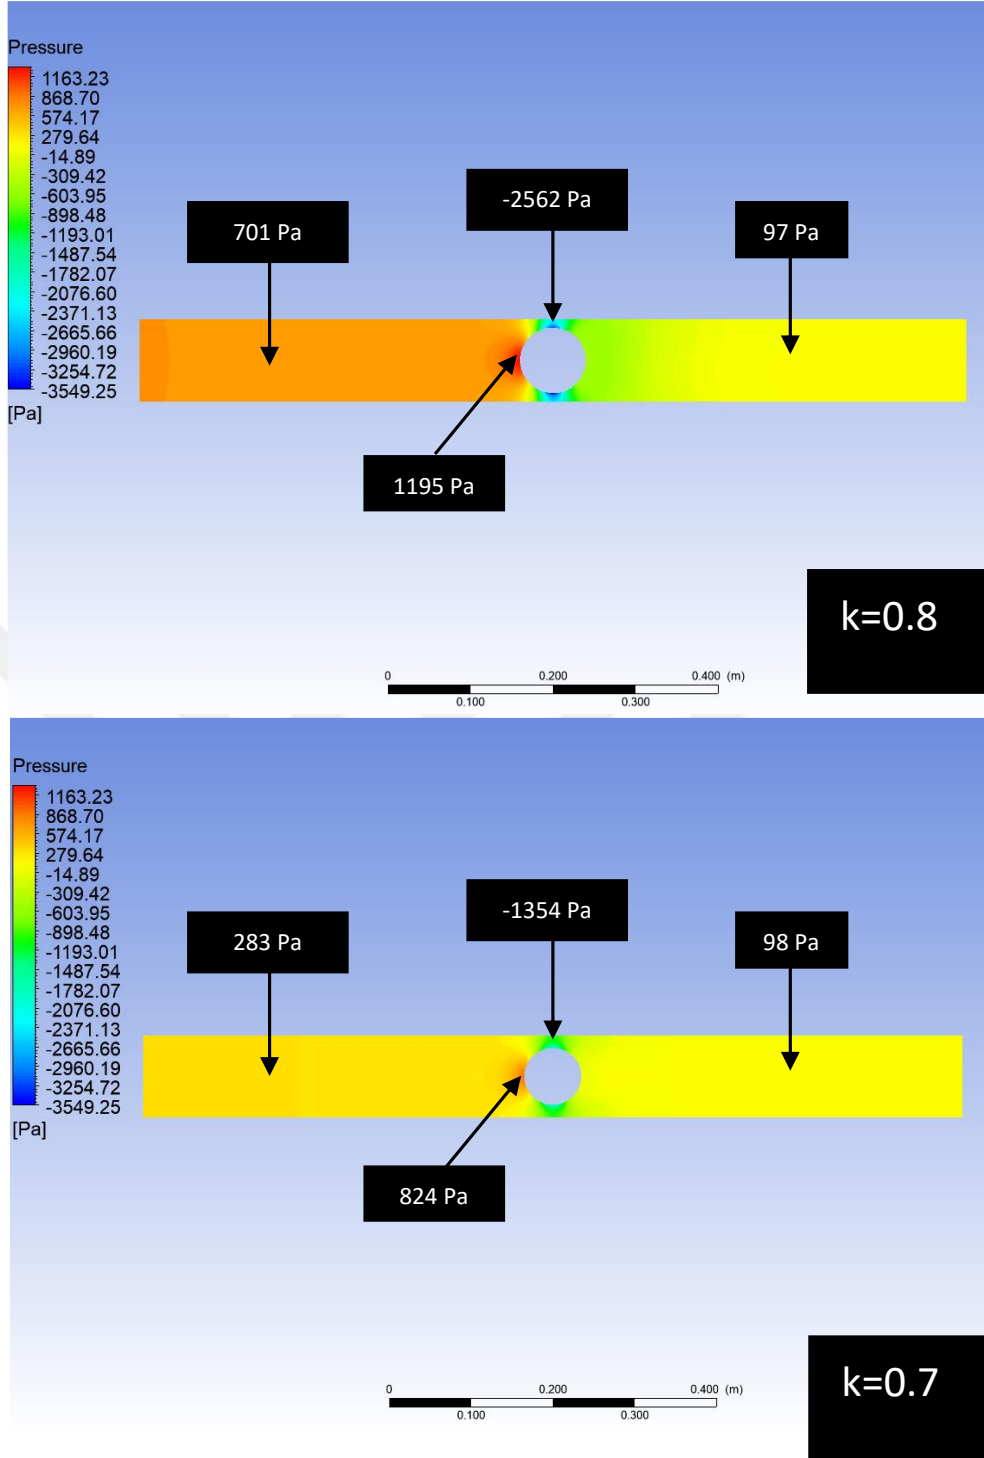 Pressure
1163.23
868.70
574.17
279.64
-14.89
-309.42
-603.95
-898.48
-1193.01
-1487.54
-1782.07
-2076.60
-2371.13
-2665.66
-2960.19
-3254.72
-3549.25
[Pa]
701 Pa
-2562 Pa
97 Pa
1195 Pa
k=0.8
0 0.200 0.400 (m)
0.100 0.300
Pressure
1163.23
868.70
574.17
279.64
-14.89
-309.42
-603.95
-898.48
-1193.01
-1487.54
-1782.07
-2076.60
-2371.13
-2665.66
-2960.19
-3254.72
-3549.25
[Pa]
283 Pa
-1354 Pa
98 Pa
824 Pa
k=0.7
0 0.200 0.400 (m)
0.100 0.300